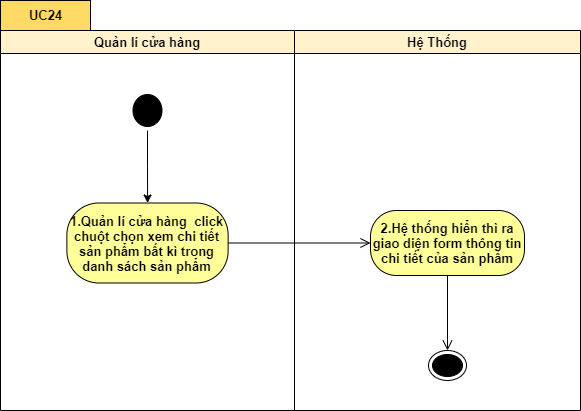 UC24
Quản lí cửa hàng
Hệ Thống
1.Quản lí cửa hàng click
chuột chọn xem chi tiết
sản phẩm bất kì trong
danh sách sản phẩm
2.Hệ thống hiển thì ra
giao diện form thông tin
chi tiết của sản phẩm